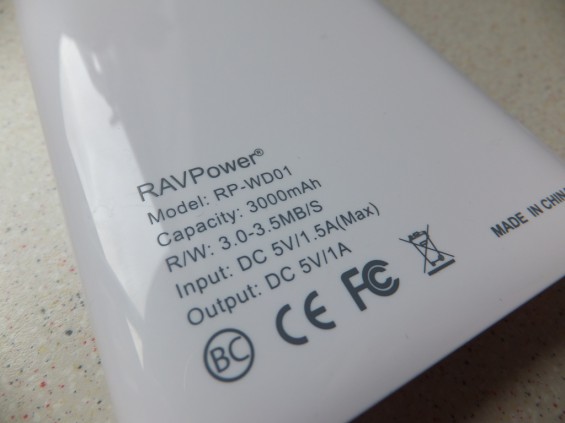 RAVPower®
Model: RP-WD01
Capacity: 3000mAh
R/W: 3.0-3.5MB/S
Input: DC 5V/1.5A(Max)
Output: DC 5V/1A
BC CE FC
MADE IN CHINA